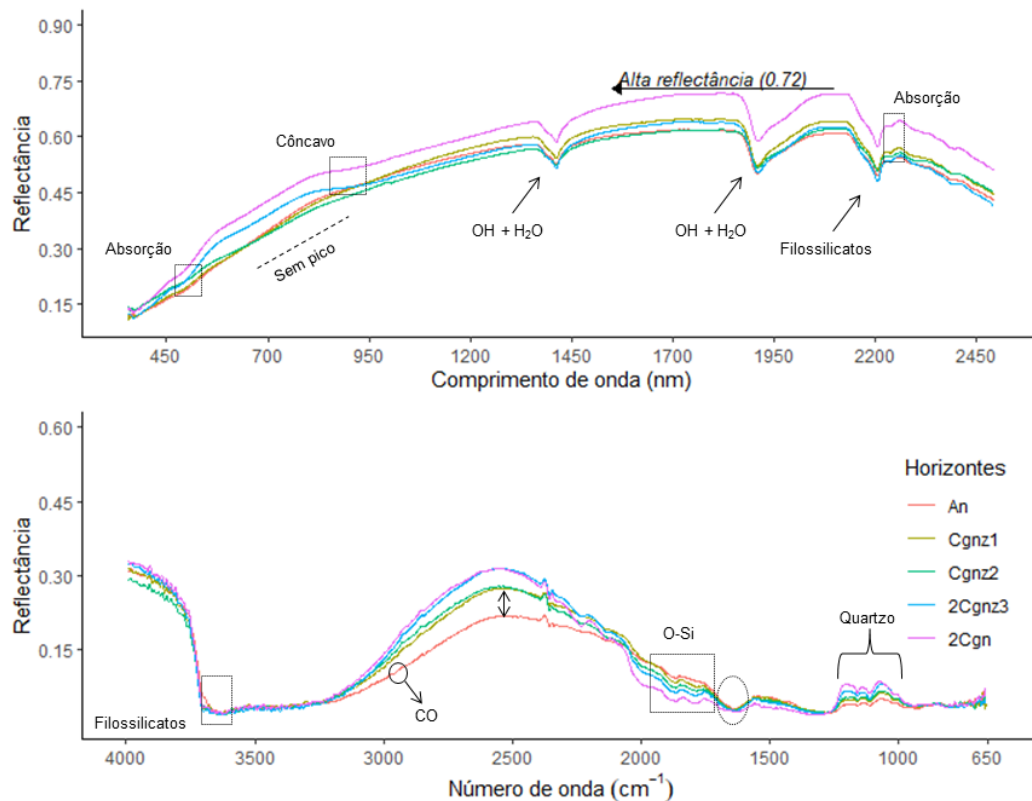 0.90
0.75
0.60
0.45
0.30
0.15
Reflectância
Alta reflectância (0.72)
Absorção
Côncavo
Absorção
OH + H₂O
OH + H₂O
Filossilicatos
Sem pico
450
700
950
1200
1450
1700
1950
2200
2450
Comprimento de onda (nm)
0.60
0.45
0.30
0.15
Reflectância
Horizontes
An
Cgnz1
Cgnz2
2Cgnz3
2Cgn
Quartzo
O-Si
CO
Filossilicatos
4000
3500
3000
2500
2000
1500
1000
650
Número de onda (cm⁻¹)